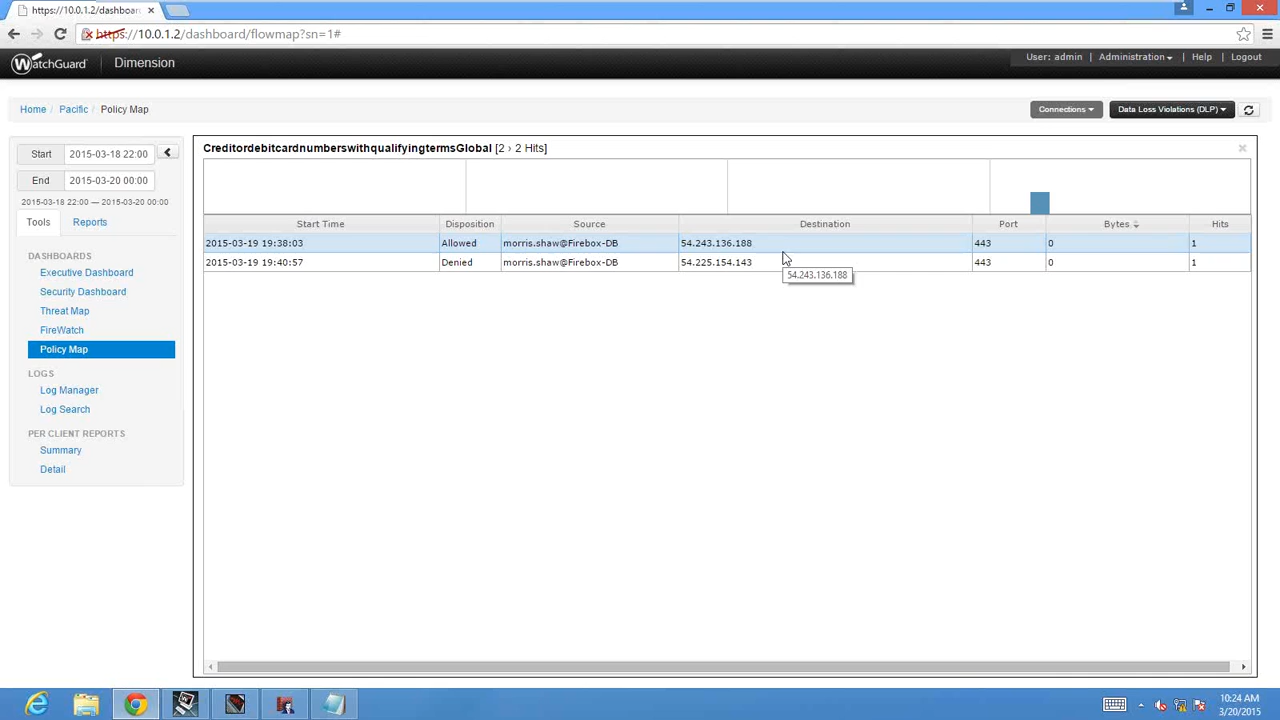 https://10.0.1.2/dashboard ×
https://10.0.1.2/dashboard/flowmap?sn=1#
WatchGuard Dimension User: admin Administration Help Logout
Home / Pacific / Policy Map Connections Data Loss Violations (DLP)
Start 2015-03-18 22:00
End 2015-03-20 00:00
2015-03-18 22:00 — 2015-03-20 00:00
Tools Reports
DASHBOARDS
Executive Dashboard
Security Dashboard
Threat Map
FireWatch
Policy Map
LOGS
Log Manager
Log Search
PER CLIENT REPORTS
Summary
Detail
CreditordebitcardnumberswithqualifyingtermsGlobal [2 › 2 Hits]
Start Time Disposition Source Destination Port Bytes Hits
2015-03-19 19:38:03 Allowed morris.shaw@Firebox-DB 54.243.136.188 443 0 1
2015-03-19 19:40:57 Denied morris.shaw@Firebox-DB 54.225.154.143 443 0 1
54.243.136.188
10:24 AM
3/20/2015